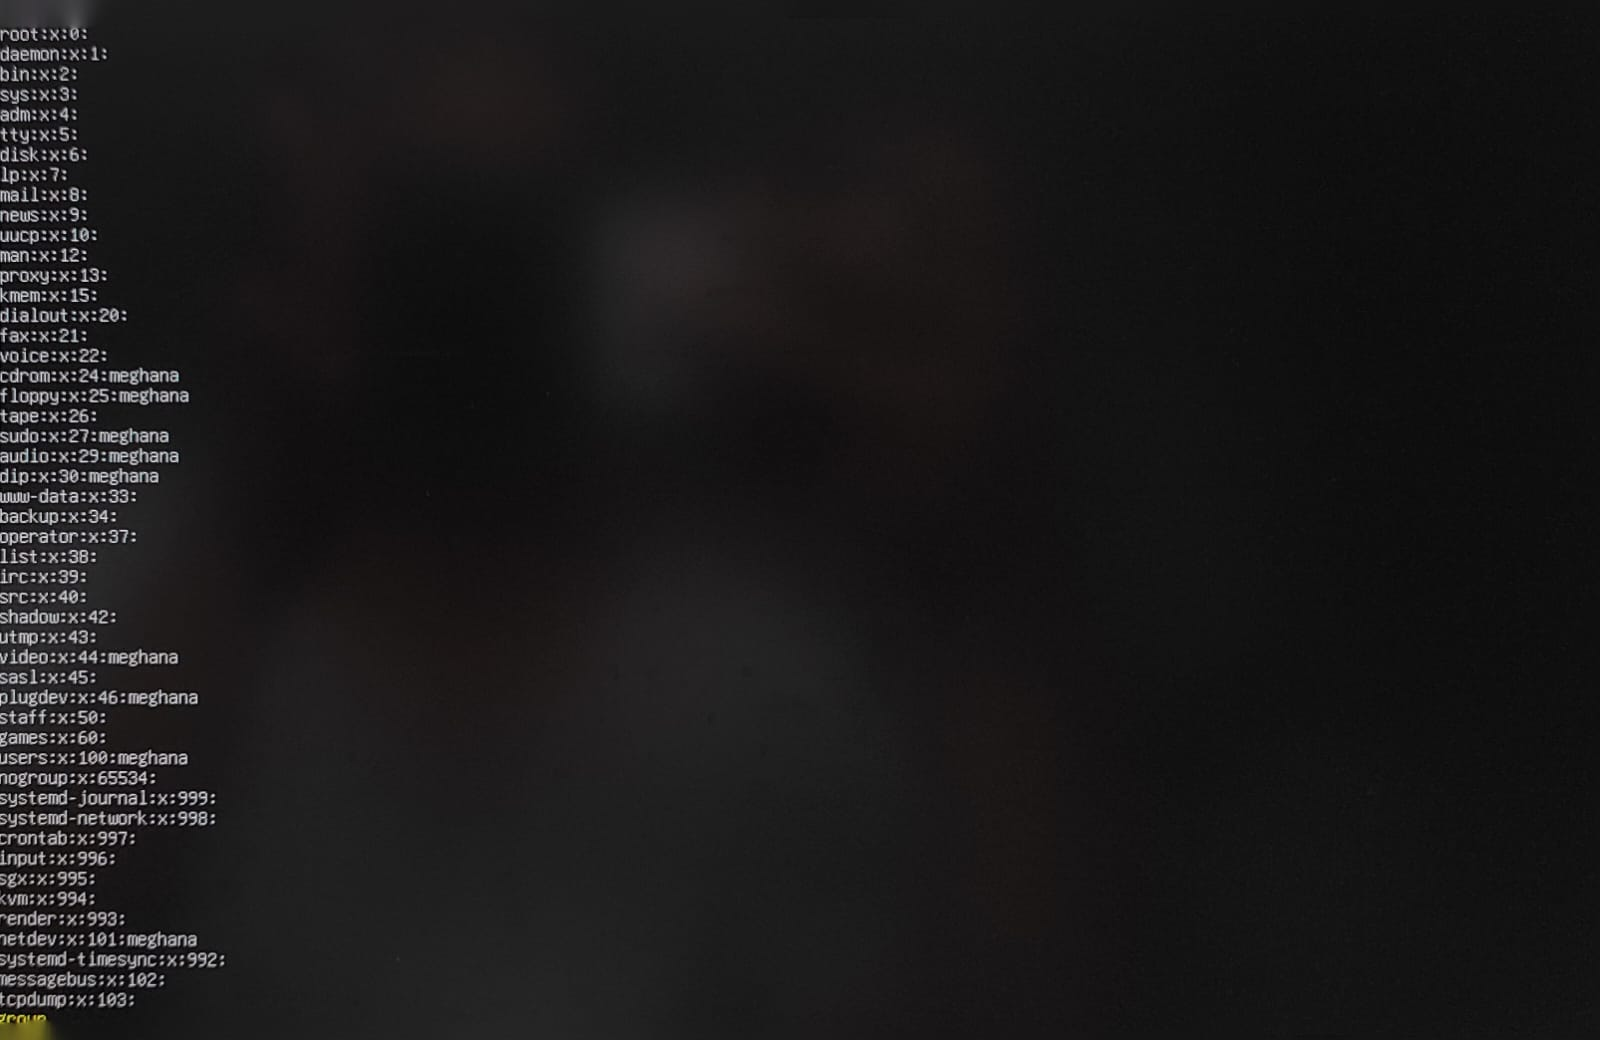 root:x:0:
daemon:x:1:
bin:x:2:
sys:x:3:
adm:x:4:
tty:x:5:
disk:x:6:
lp:x:7:
mail:x:8:
news:x:9:
uucp:x:10:
man:x:12:
proxy:x:13:
kmem:x:15:
dialout:x:20:
fax:x:21:
voice:x:22:
cdrom:x:24:meghana
floppy:x:25:meghana
tape:x:26:
sudo:x:27:meghana
audio:x:29:meghana
dip:x:30:meghana
www-data:x:33:
backup:x:34:
operator:x:37:
list:x:38:
irc:x:39:
src:x:40:
shadow:x:42:
utmp:x:43:
video:x:44:meghana
sasl:x:45:
plugdev:x:46:meghana
staff:x:50:
games:x:60:
users:x:100:meghana
nogroup:x:65534:
systemd-journal:x:999:
systemd-network:x:998:
crontab:x:997:
input:x:996:
sgx:x:995:
kvm:x:994:
render:x:993:
netdev:x:101:meghana
systemd-timesync:x:992:
messagebus:x:102:
tcpdump:x:103:
group